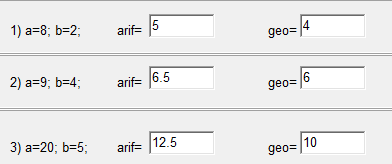 1) a=8; b=2; arif= 5 geo= 4
2) a=9; b=4; arif= 6.5 geo= 6
3) a=20; b=5; arif= 12.5 geo= 10